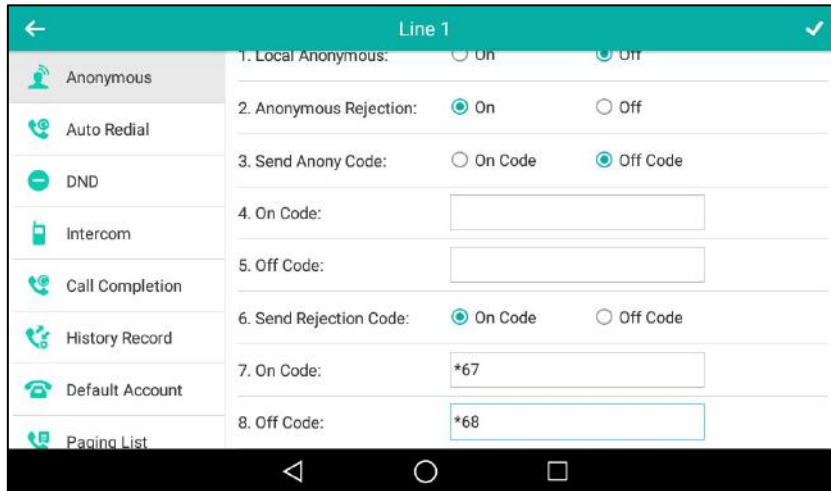 Line 1
Anonymous
Auto Redial
DND
Intercom
Call Completion
History Record
Default Account
Paging List
1. Local Anonymous: On Off
2. Anonymous Rejection: On Off
3. Send Anony Code: On Code Off Code
4. On Code:
5. Off Code:
6. Send Rejection Code: On Code Off Code
7. On Code: *67
8. Off Code: *68